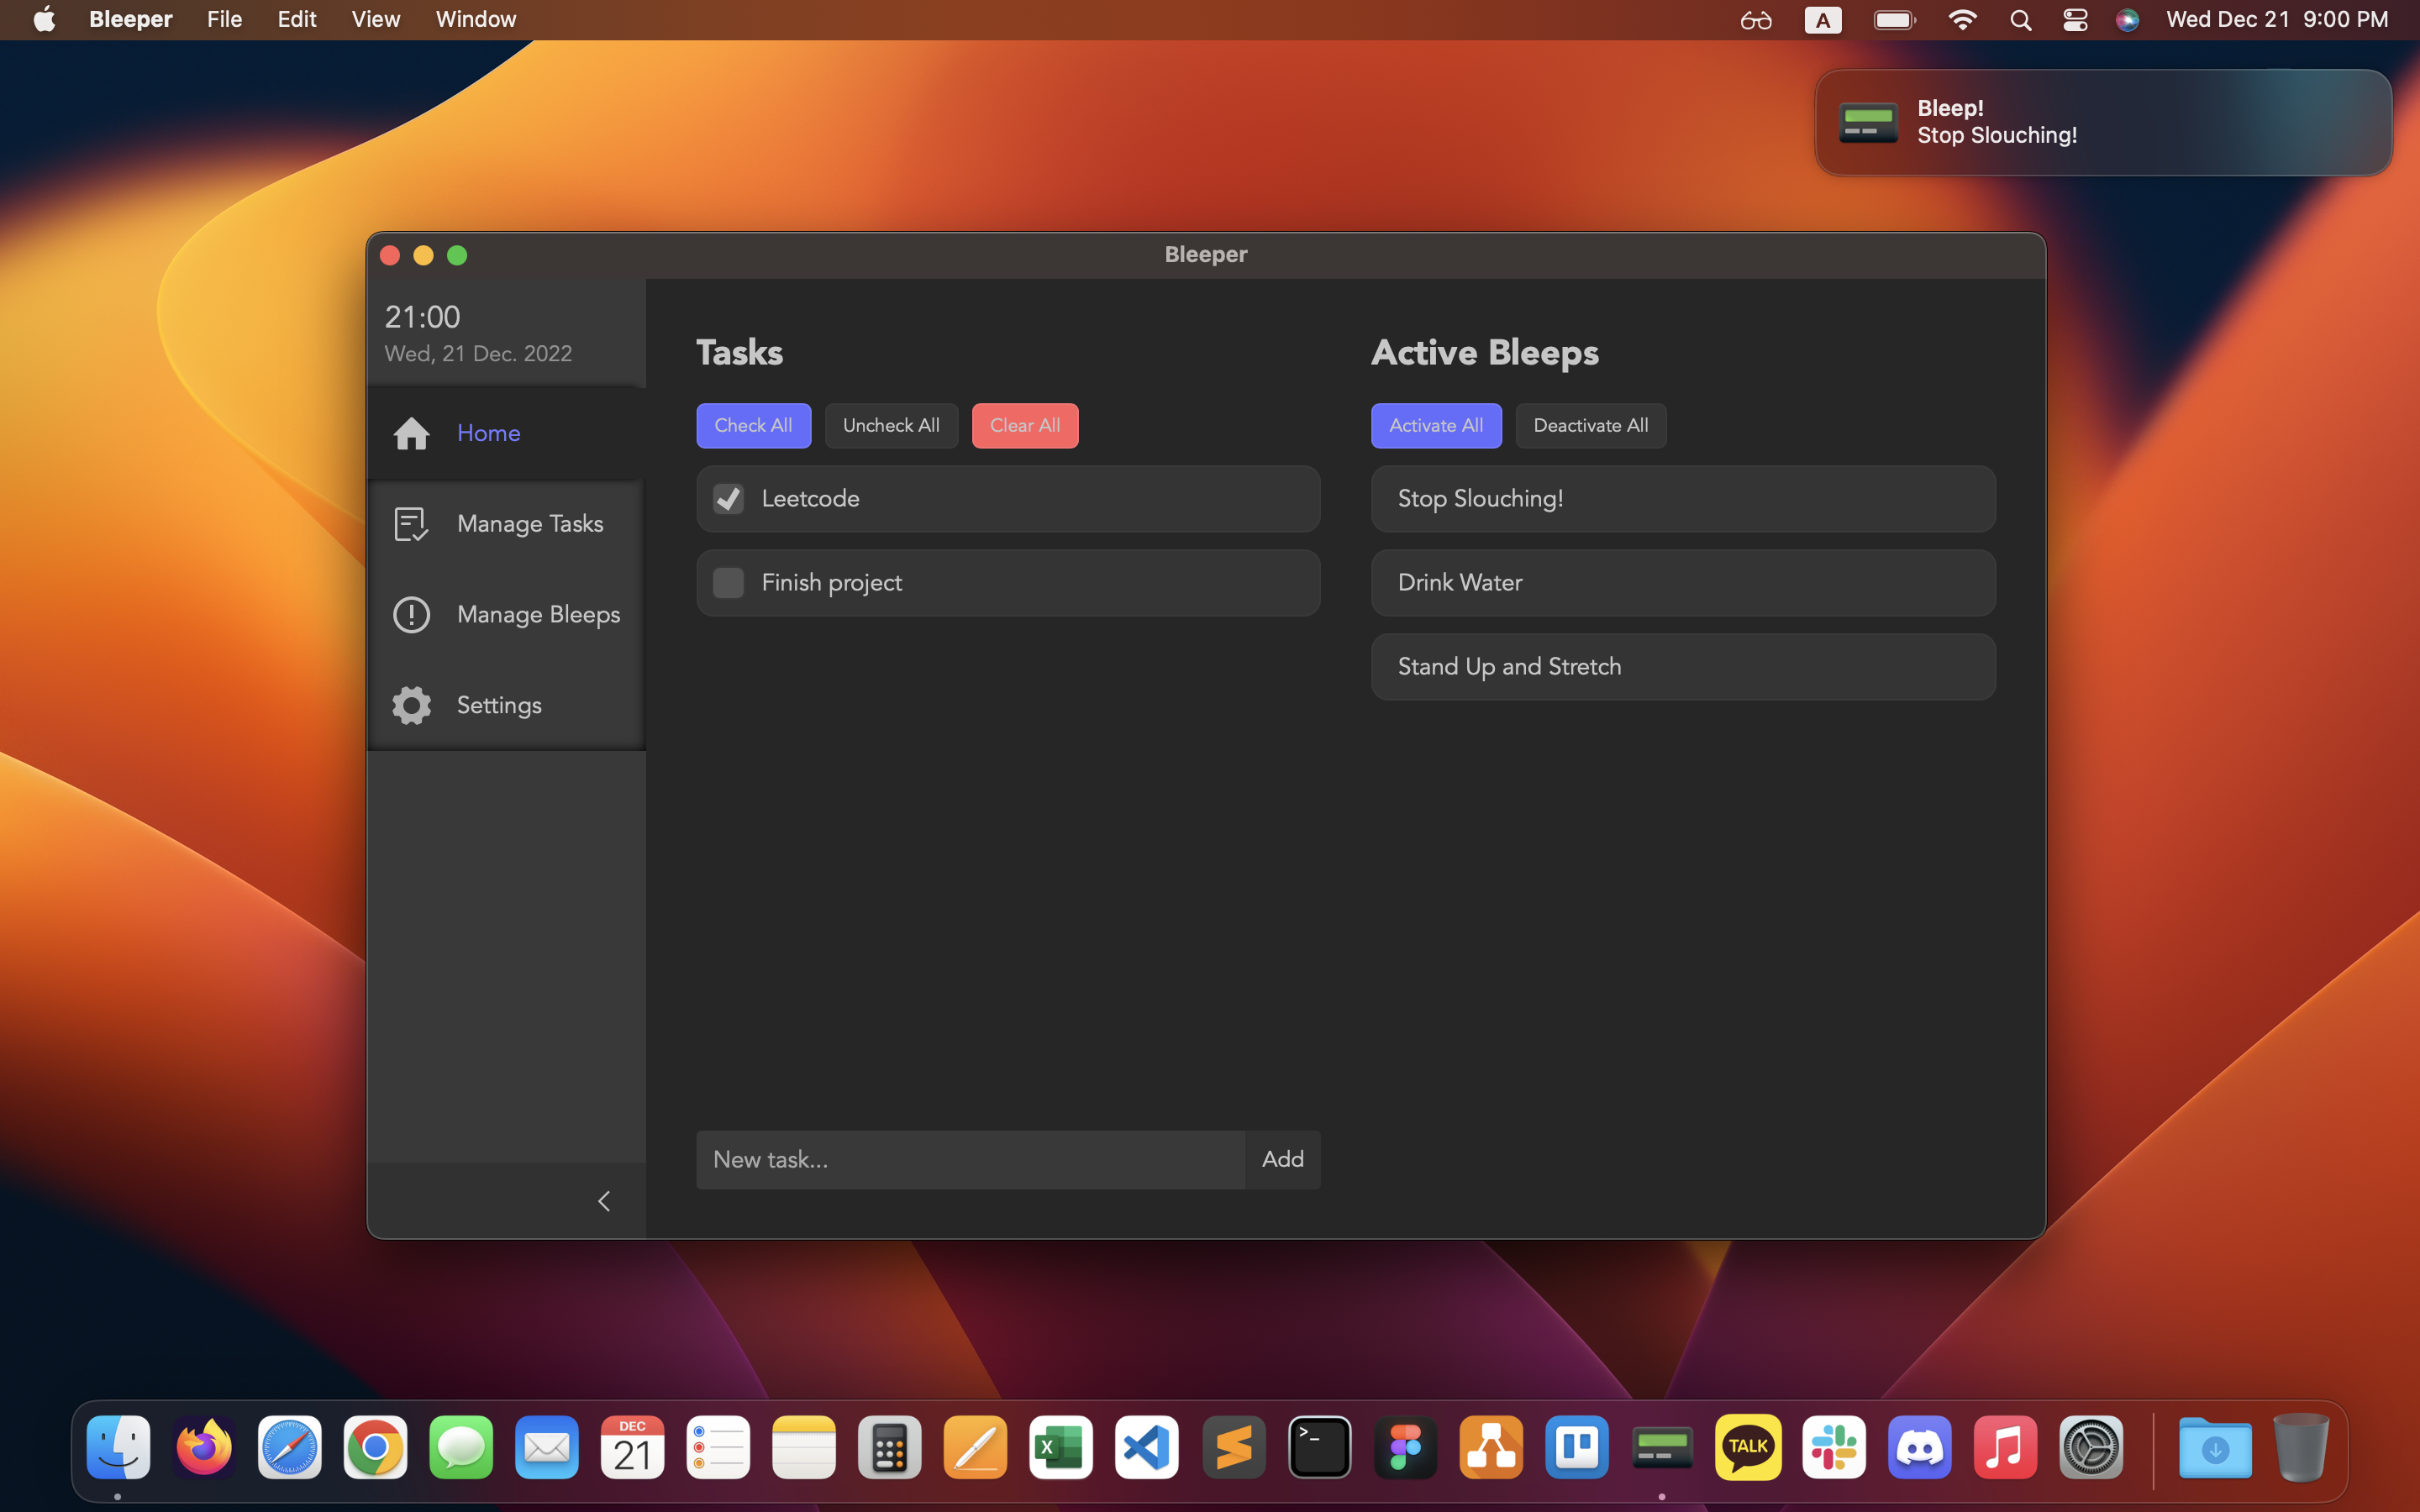 Bleeper File Edit View Window
A
Wed Dec 21 9:00 PM
Bleep!
Stop Slouching!
Bleeper
21:00
Wed, 21 Dec. 2022
Home
Manage Tasks
Manage Bleeps
Settings
Tasks
Check All Uncheck All Clear All
Leetcode
Finish project
New task... Add
Active Bleeps
Activate All Deactivate All
Stop Slouching!
Drink Water
Stand Up and Stretch
DEC
21
X
>_
TALK